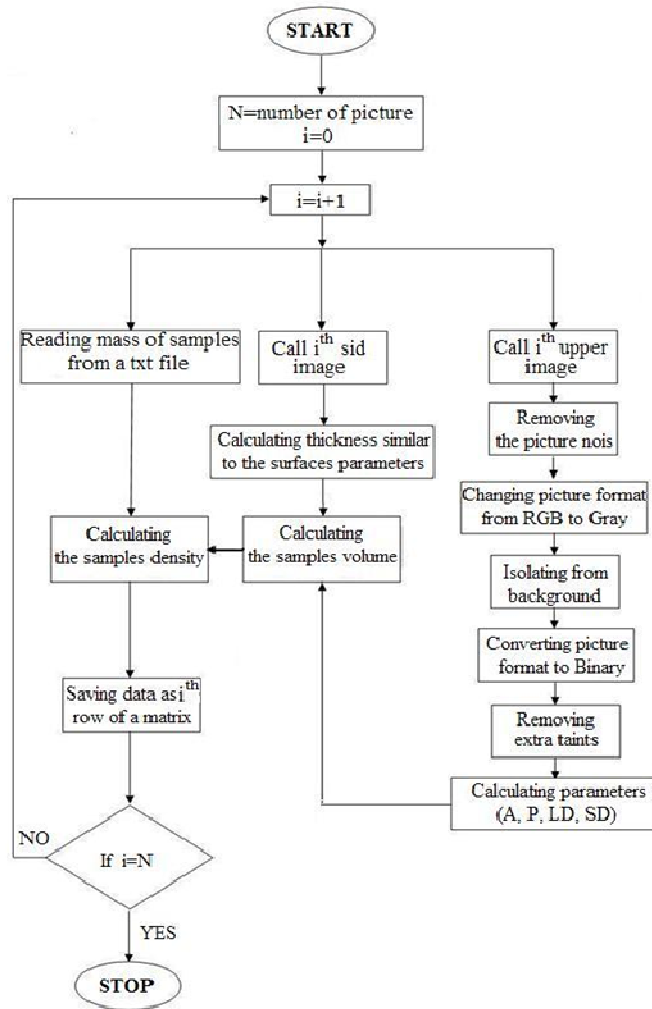 START
N=number of picture
i=0
i=i+1
Reading mass of samples
from a txt file
Call i^th sid
image
Call i^th upper
image
Removing
the picture nois
Calculating thickness similar
to the surfaces parameters
Changing picture format
from RGB to Gray
Calculating
the samples density
Calculating
the samples volume
Isolating from
background
Converting picture
format to Binary
Saving data asi^th
row of a matrix
Removing
extra taints
Calculating parameters
(A, P, LD, SD)
NO
If i=N
YES
STOP